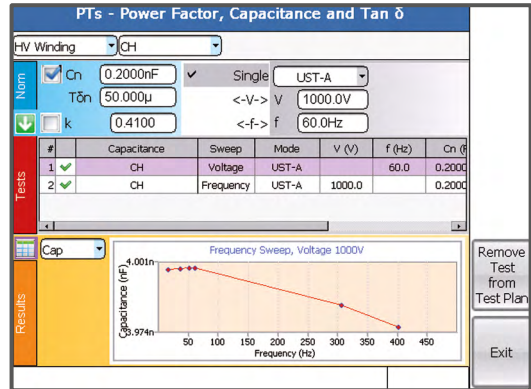 PTs - Power Factor, Capacitance and Tan δ
HV Winding
CH
Nom
Cn
0.2000nF
Single
UST-A
Tδn
50.000µ
<-V->
V
1000.0V
k
0.4100
<-f->
f
60.0Hz
Tests
# Capacitance Sweep Mode V (V) f (Hz) Cn (F
1 CH Voltage UST-A 60.0 0.2000
2 CH Frequency UST-A 1000.0 0.2000
Results
Cap
Frequency Sweep, Voltage 1000V
4.001n
Capacitance (nF)
3.974n
50 100 150 200 250 300 350 400 450
Frequency (Hz)
Remove
Test
from
Test Plan
Exit